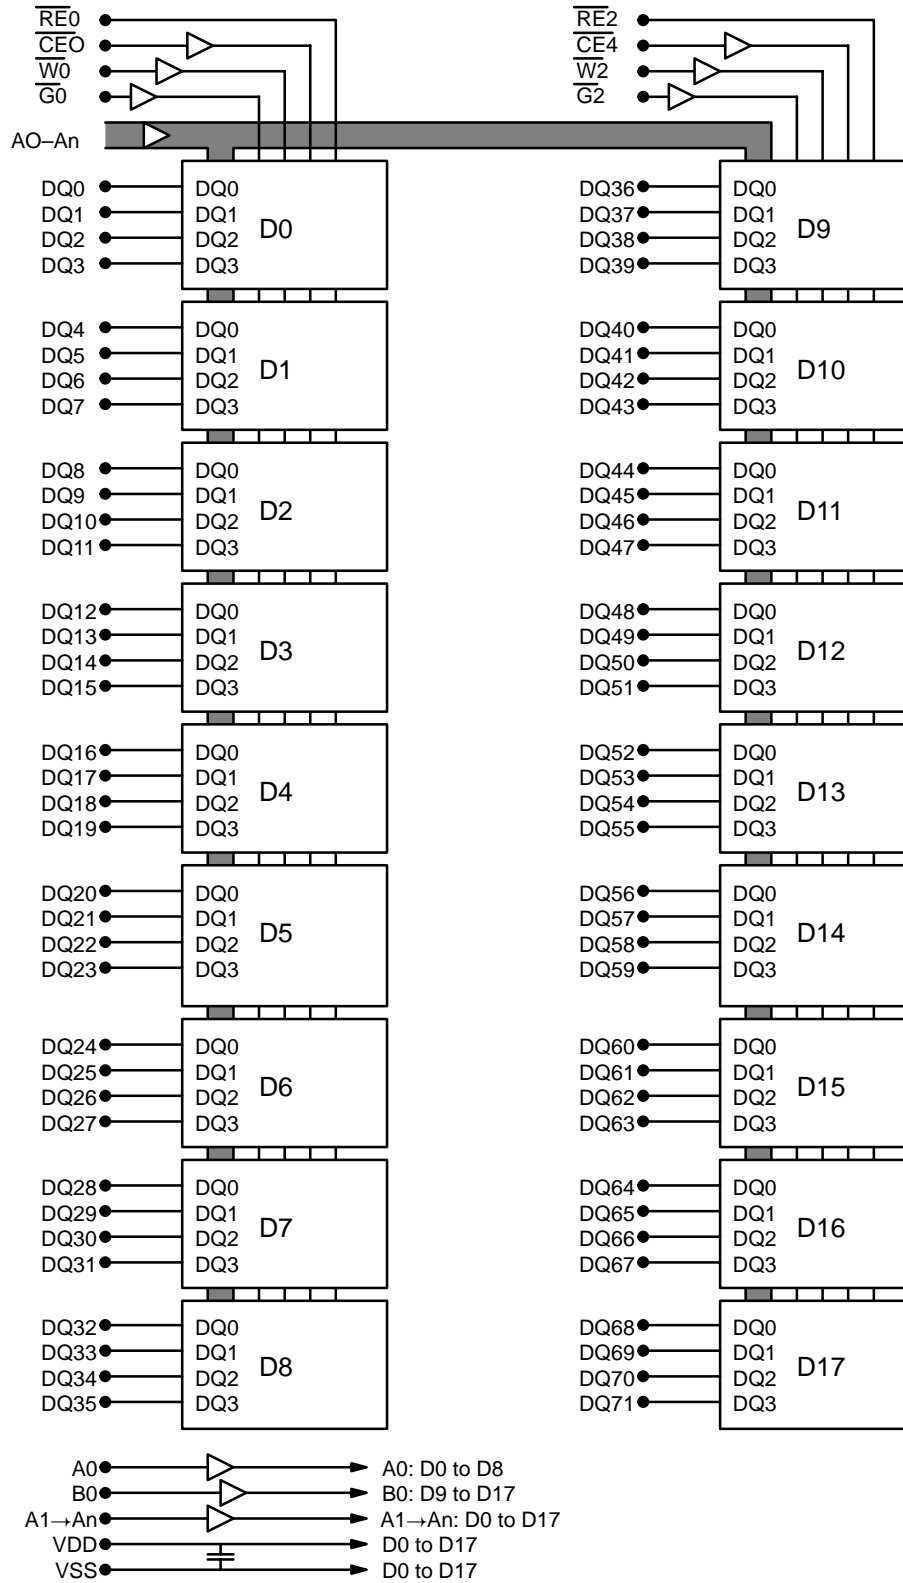 RE0
CEO
W0
G0
AO–An
DQ0 DQ0
DQ1 DQ1
DQ2 DQ2
DQ3 DQ3
D0
DQ4 DQ0
DQ5 DQ1
DQ6 DQ2
DQ7 DQ3
D1
DQ8 DQ0
DQ9 DQ1
DQ10 DQ2
DQ11 DQ3
D2
DQ12 DQ0
DQ13 DQ1
DQ14 DQ2
DQ15 DQ3
D3
DQ16 DQ0
DQ17 DQ1
DQ18 DQ2
DQ19 DQ3
D4
DQ20 DQ0
DQ21 DQ1
DQ22 DQ2
DQ23 DQ3
D5
DQ24 DQ0
DQ25 DQ1
DQ26 DQ2
DQ27 DQ3
D6
DQ28 DQ0
DQ29 DQ1
DQ30 DQ2
DQ31 DQ3
D7
DQ32 DQ0
DQ33 DQ1
DQ34 DQ2
DQ35 DQ3
D8
RE2
CE4
W2
G2
DQ36 DQ0
DQ37 DQ1
DQ38 DQ2
DQ39 DQ3
D9
DQ40 DQ0
DQ41 DQ1
DQ42 DQ2
DQ43 DQ3
D10
DQ44 DQ0
DQ45 DQ1
DQ46 DQ2
DQ47 DQ3
D11
DQ48 DQ0
DQ49 DQ1
DQ50 DQ2
DQ51 DQ3
D12
DQ52 DQ0
DQ53 DQ1
DQ54 DQ2
DQ55 DQ3
D13
DQ56 DQ0
DQ57 DQ1
DQ58 DQ2
DQ59 DQ3
D14
DQ60 DQ0
DQ61 DQ1
DQ62 DQ2
DQ63 DQ3
D15
DQ64 DQ0
DQ65 DQ1
DQ66 DQ2
DQ67 DQ3
D16
DQ68 DQ0
DQ69 DQ1
DQ70 DQ2
DQ71 DQ3
D17
A0 A0: D0 to D8
B0 B0: D9 to D17
A1→An A1→An: D0 to D17
VDD D0 to D17
VSS D0 to D17